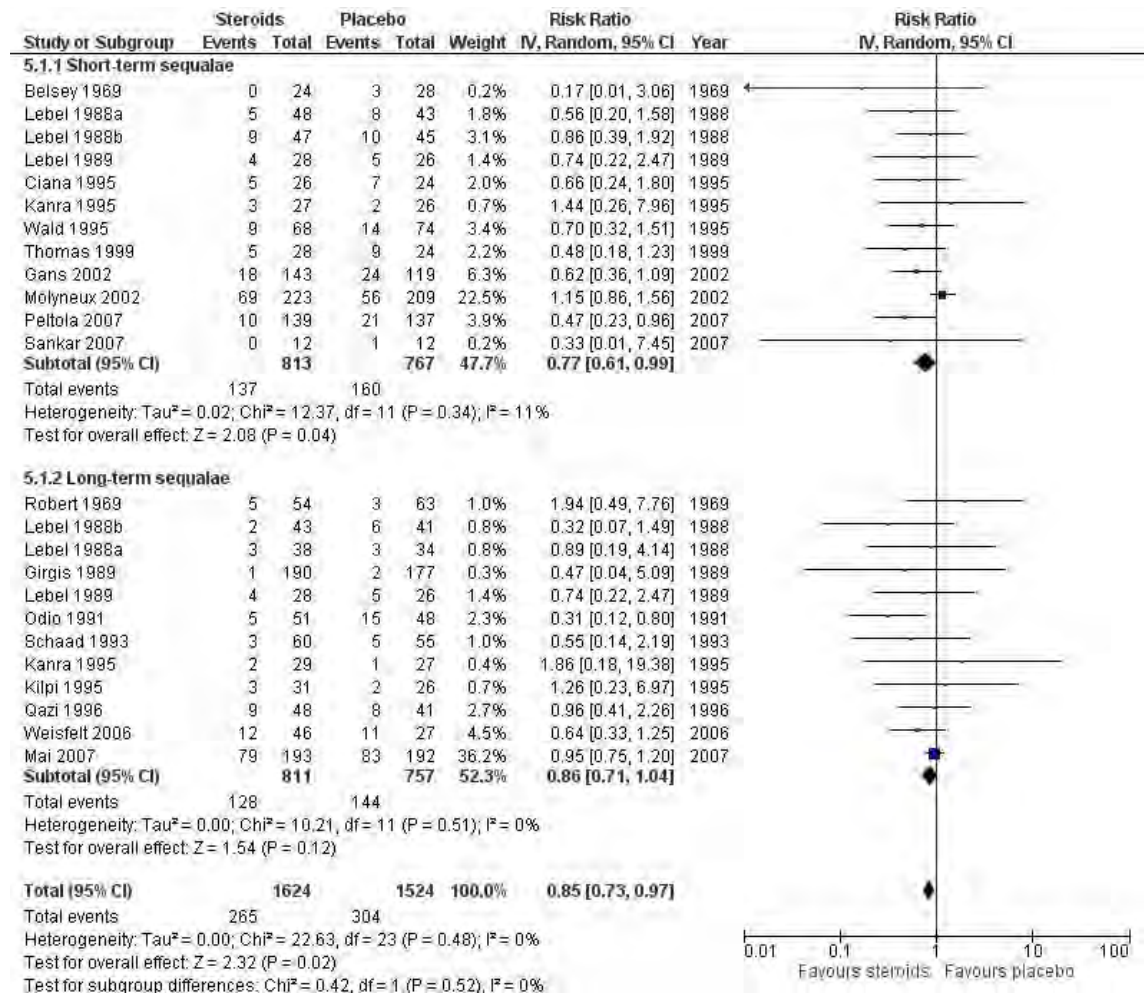 Steroids Placebo Risk Ratio Risk Ratio
Study or Subgroup Events Total Events Total Weight IV, Random, 95% CI Year IV, Random, 95% CI
5.1.1 Short-term sequalae
Belsey 1969 0 24 3 28 0.2% 0.17 [0.01, 3.06] 1969
Lebel 1988a 5 48 8 43 1.8% 0.56 [0.20, 1.58] 1988
Lebel 1988b 9 47 10 45 3.1% 0.86 [0.39, 1.92] 1988
Lebel 1989 4 28 5 26 1.4% 0.74 [0.22, 2.47] 1989
Ciana 1995 5 26 7 24 2.0% 0.66 [0.24, 1.80] 1995
Kanra 1995 3 27 2 26 0.7% 1.44 [0.26, 7.96] 1995
Wald 1995 9 68 14 74 3.4% 0.70 [0.32, 1.51] 1995
Thomas 1999 5 28 9 24 2.2% 0.48 [0.18, 1.23] 1999
Gans 2002 18 143 24 119 6.3% 0.62 [0.36, 1.09] 2002
Molyneux 2002 69 223 56 209 22.5% 1.15 [0.86, 1.56] 2002
Peltola 2007 10 139 21 137 3.9% 0.47 [0.23, 0.96] 2007
Sankar 2007 0 12 1 12 0.2% 0.33 [0.01, 7.45] 2007
Subtotal (95% CI) 813 767 47.7% 0.77 [0.61, 0.99]
Total events 137 160
Heterogeneity: Tau² = 0.02; Chi² = 12.37, df = 11 (P = 0.34); I² = 11%
Test for overall effect: Z = 2.08 (P = 0.04)
5.1.2 Long-term sequalae
Robert 1969 5 54 3 63 1.0% 1.94 [0.49, 7.76] 1969
Lebel 1988b 2 43 6 41 0.8% 0.32 [0.07, 1.49] 1988
Lebel 1988a 3 38 3 34 0.8% 0.89 [0.19, 4.14] 1988
Girgis 1989 1 190 2 177 0.3% 0.47 [0.04, 5.09] 1989
Lebel 1989 4 28 5 26 1.4% 0.74 [0.22, 2.47] 1989
Odio 1991 5 51 15 48 2.3% 0.31 [0.12, 0.80] 1991
Schaad 1993 3 60 5 55 1.0% 0.55 [0.14, 2.19] 1993
Kanra 1995 2 29 1 27 0.4% 1.86 [0.18, 19.38] 1995
Kilpi 1995 3 31 2 26 0.7% 1.26 [0.23, 6.97] 1995
Qazi 1996 9 48 8 41 2.7% 0.96 [0.41, 2.26] 1996
Weisfelt 2006 12 46 11 27 4.5% 0.64 [0.33, 1.25] 2006
Mai 2007 79 193 83 192 36.2% 0.95 [0.75, 1.20] 2007
Subtotal (95% CI) 811 757 52.3% 0.86 [0.71, 1.04]
Total events 128 144
Heterogeneity: Tau² = 0.00; Chi² = 10.21, df = 11 (P = 0.51); I² = 0%
Test for overall effect: Z = 1.54 (P = 0.12)
Total (95% CI) 1624 1524 100.0% 0.85 [0.73, 0.97]
Total events 265 304
Heterogeneity: Tau² = 0.00; Chi² = 22.63, df = 23 (P = 0.48); I² = 0%
Test for overall effect: Z = 2.32 (P = 0.02)
Test for subgroup differences: Chi² = 0.42, df = 1 (P = 0.52), I² = 0%
0.01 0.1 1 10 100
Favours steroids Favours placebo